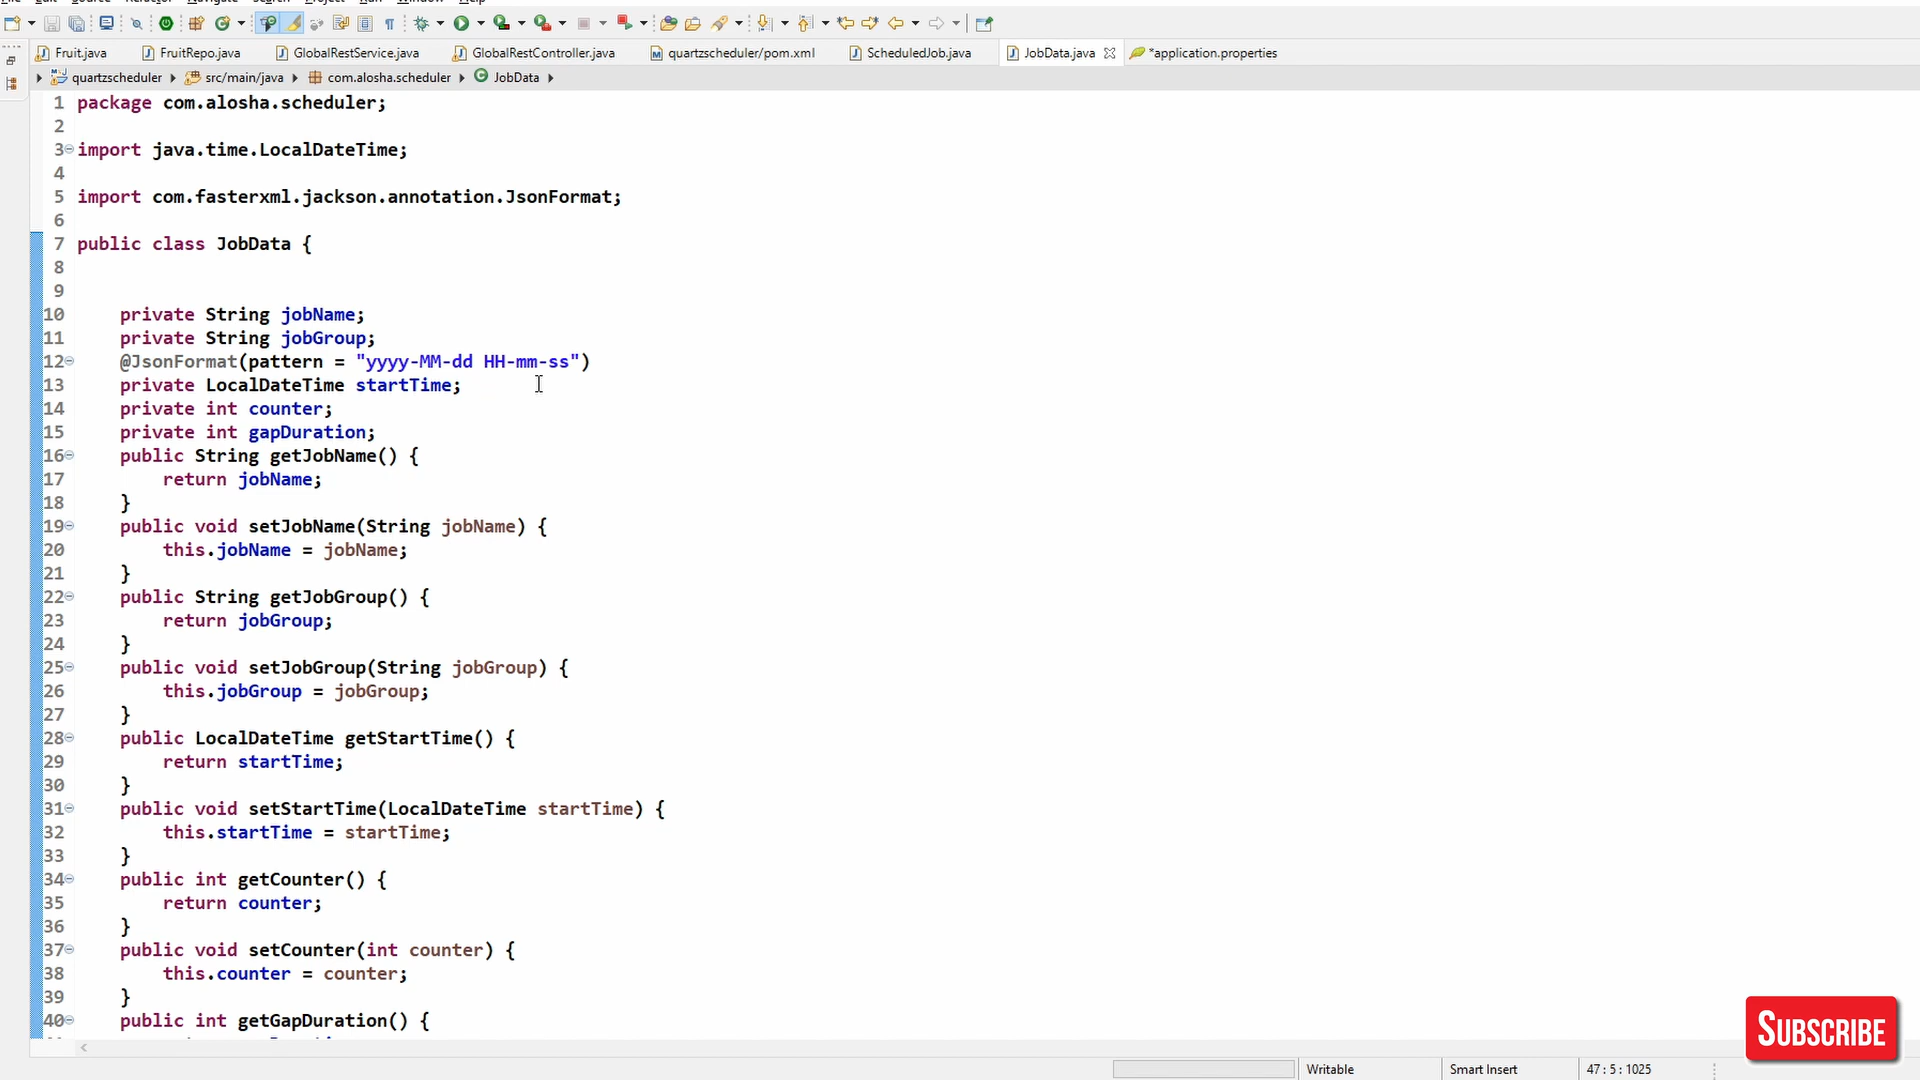 Fruit.java FruitRepo.java GlobalRestService.java GlobalRestController.java quartzscheduler/pom.xml ScheduledJob.java JobData.java *application.properties
quartzscheduler src/main/java com.alosha.scheduler JobData
1 package com.alosha.scheduler;
2
3 import java.time.LocalDateTime;
4
5 import com.fasterxml.jackson.annotation.JsonFormat;
6
7 public class JobData {
8
9
10 private String jobName;
11 private String jobGroup;
12 @JsonFormat(pattern = "yyyy-MM-dd HH-mm-ss")
13 private LocalDateTime startTime;
14 private int counter;
15 private int gapDuration;
16 public String getJobName() {
17 return jobName;
18 }
19 public void setJobName(String jobName) {
20 this.jobName = jobName;
21 }
22 public String getJobGroup() {
23 return jobGroup;
24 }
25 public void setJobGroup(String jobGroup) {
26 this.jobGroup = jobGroup;
27 }
28 public LocalDateTime getStartTime() {
29 return startTime;
30 }
31 public void setStartTime(LocalDateTime startTime) {
32 this.startTime = startTime;
33 }
34 public int getCounter() {
35 return counter;
36 }
37 public void setCounter(int counter) {
38 this.counter = counter;
39 }
40 public int getGapDuration() {
SUBSCRIBE
Writable Smart Insert 47 : 5 : 1025